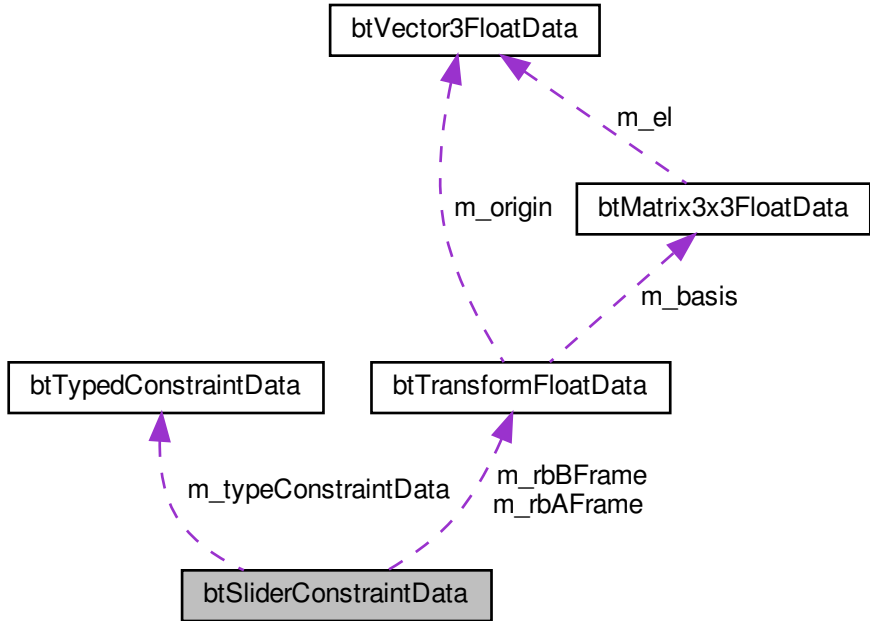 btVector3FloatData
m_el
btMatrix3x3FloatData
m_origin
m_basis
btTypedConstraintData
btTransformFloatData
m_typeConstraintData
m_rbBFrame
m_rbAFrame
btSliderConstraintData